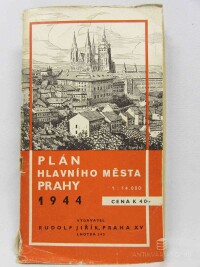 PLÁN
HLAVNÍHO MĚSTA
PRAHY
1944
CENA K 40·-
RUDOLF JIŘÍK, PRAHA XV